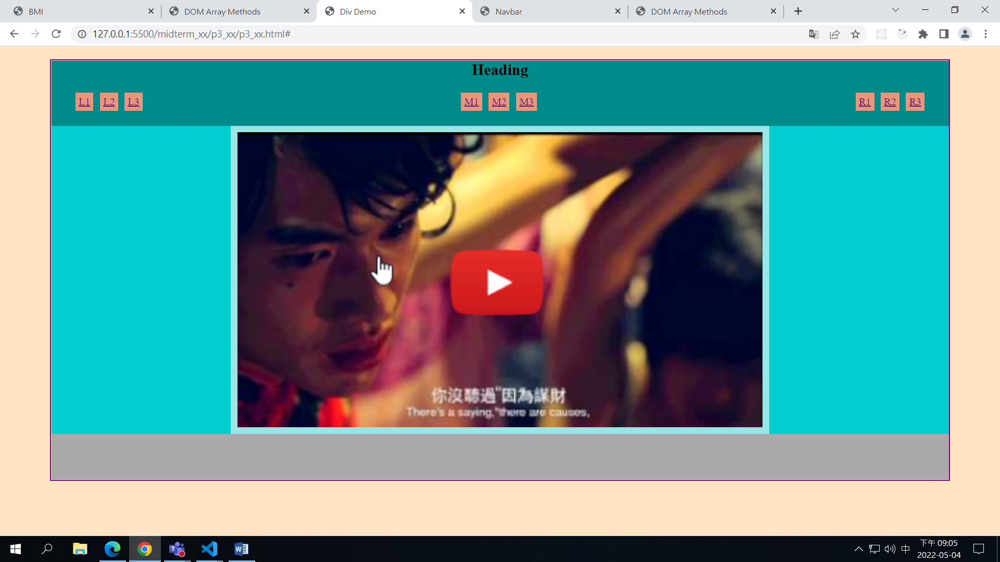 BMI
DOM Array Methods
Div Demo
Navbar
DOM Array Methods
127.0.0.1:5500/midterm_xx/p3_xx/p3_xx.html#
Heading
L1 L2 L3 M1 M2 M3 R1 R2 R3
你沒聽過"因為謀財
There's a saying,"there are causes,
中
下午 09:05
2022-05-04